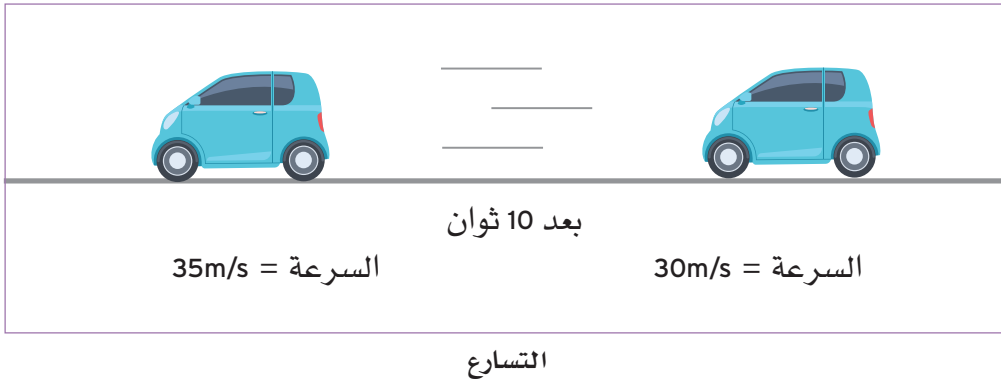 بعد 10 ثوان
السرعة = 30m/s
السرعة = 35m/s
التسارع